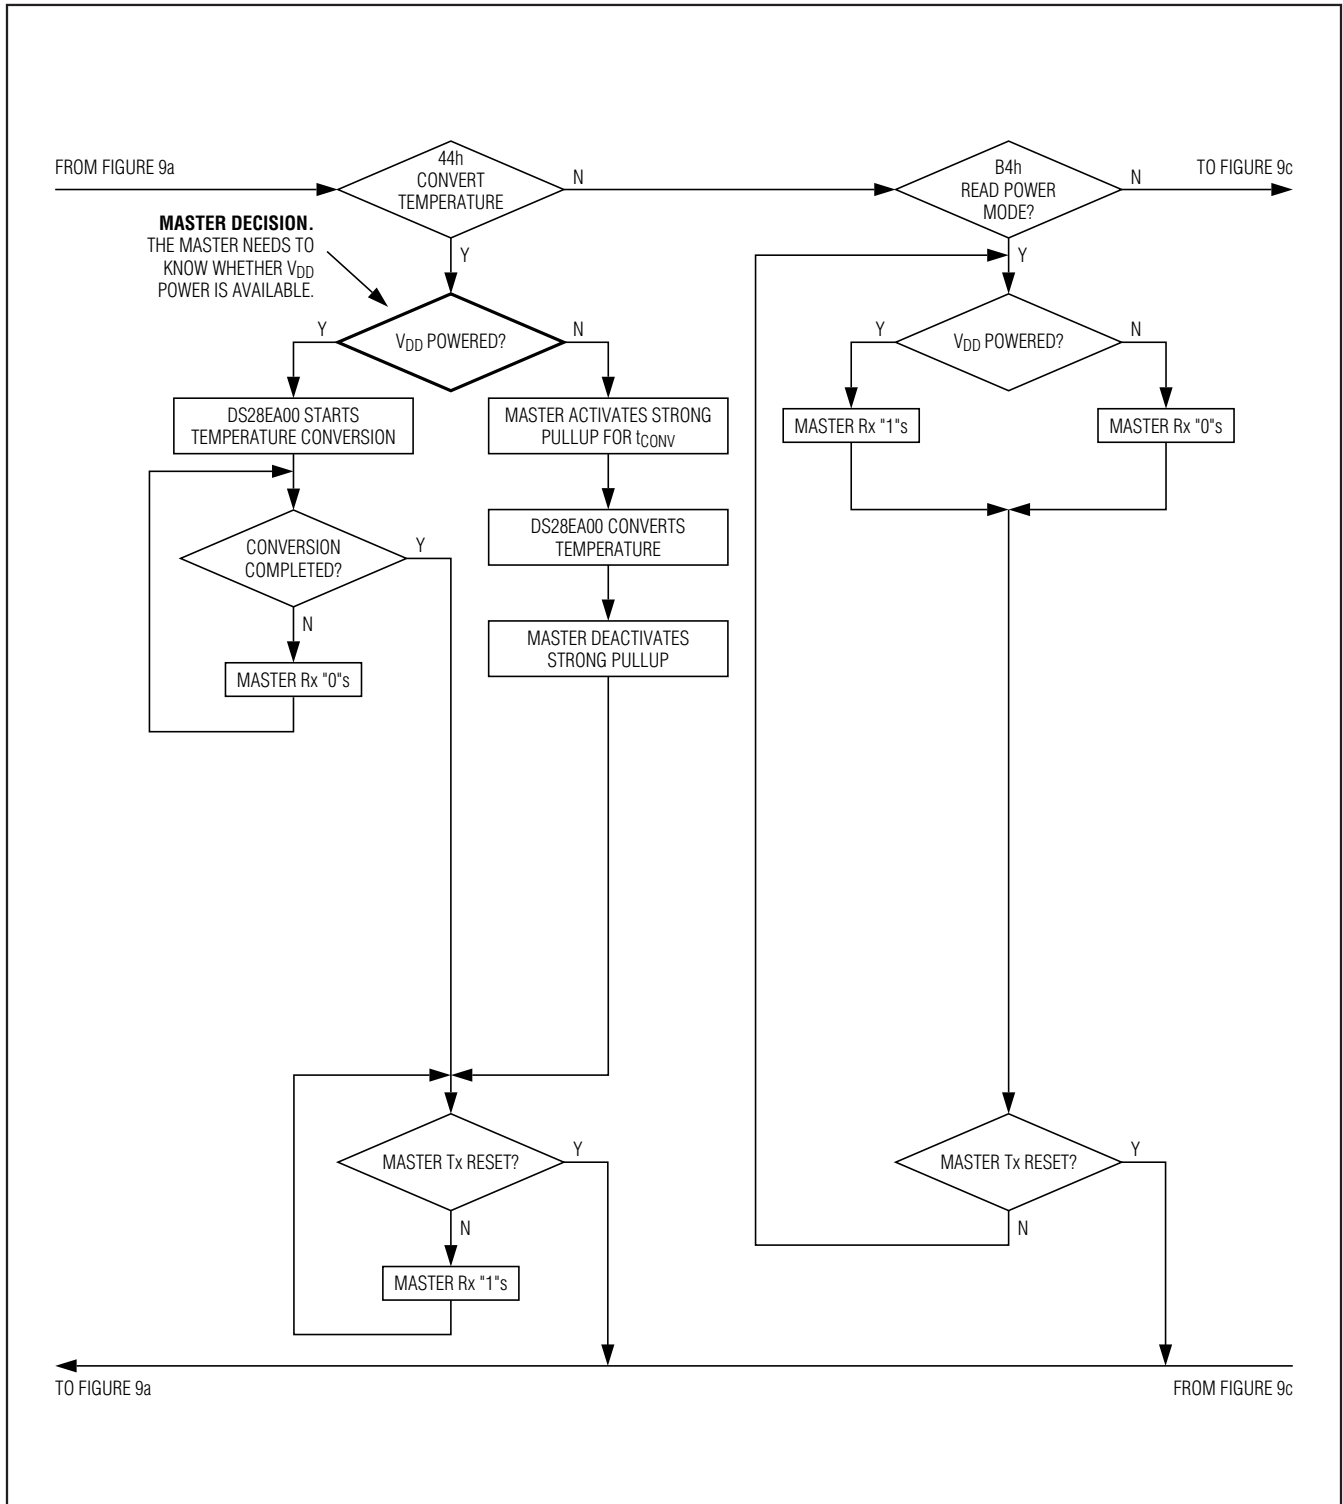 FROM FIGURE 9a
44h
CONVERT
TEMPERATURE
N
B4h
READ POWER
MODE?
N
TO FIGURE 9c
MASTER DECISION.
THE MASTER NEEDS TO
KNOW WHETHER VDD
POWER IS AVAILABLE.
Y
Y
Y
VDD POWERED?
N
Y
VDD POWERED?
N
DS28EA00 STARTS
TEMPERATURE CONVERSION
MASTER ACTIVATES STRONG
PULLUP FOR tCONV
MASTER Rx "1"s
MASTER Rx "0"s
CONVERSION
COMPLETED?
Y
DS28EA00 CONVERTS
TEMPERATURE
N
MASTER DEACTIVATES
STRONG PULLUP
MASTER Rx "0"s
MASTER Tx RESET?
Y
MASTER Tx RESET?
Y
N
N
MASTER Rx "1"s
TO FIGURE 9a
FROM FIGURE 9c